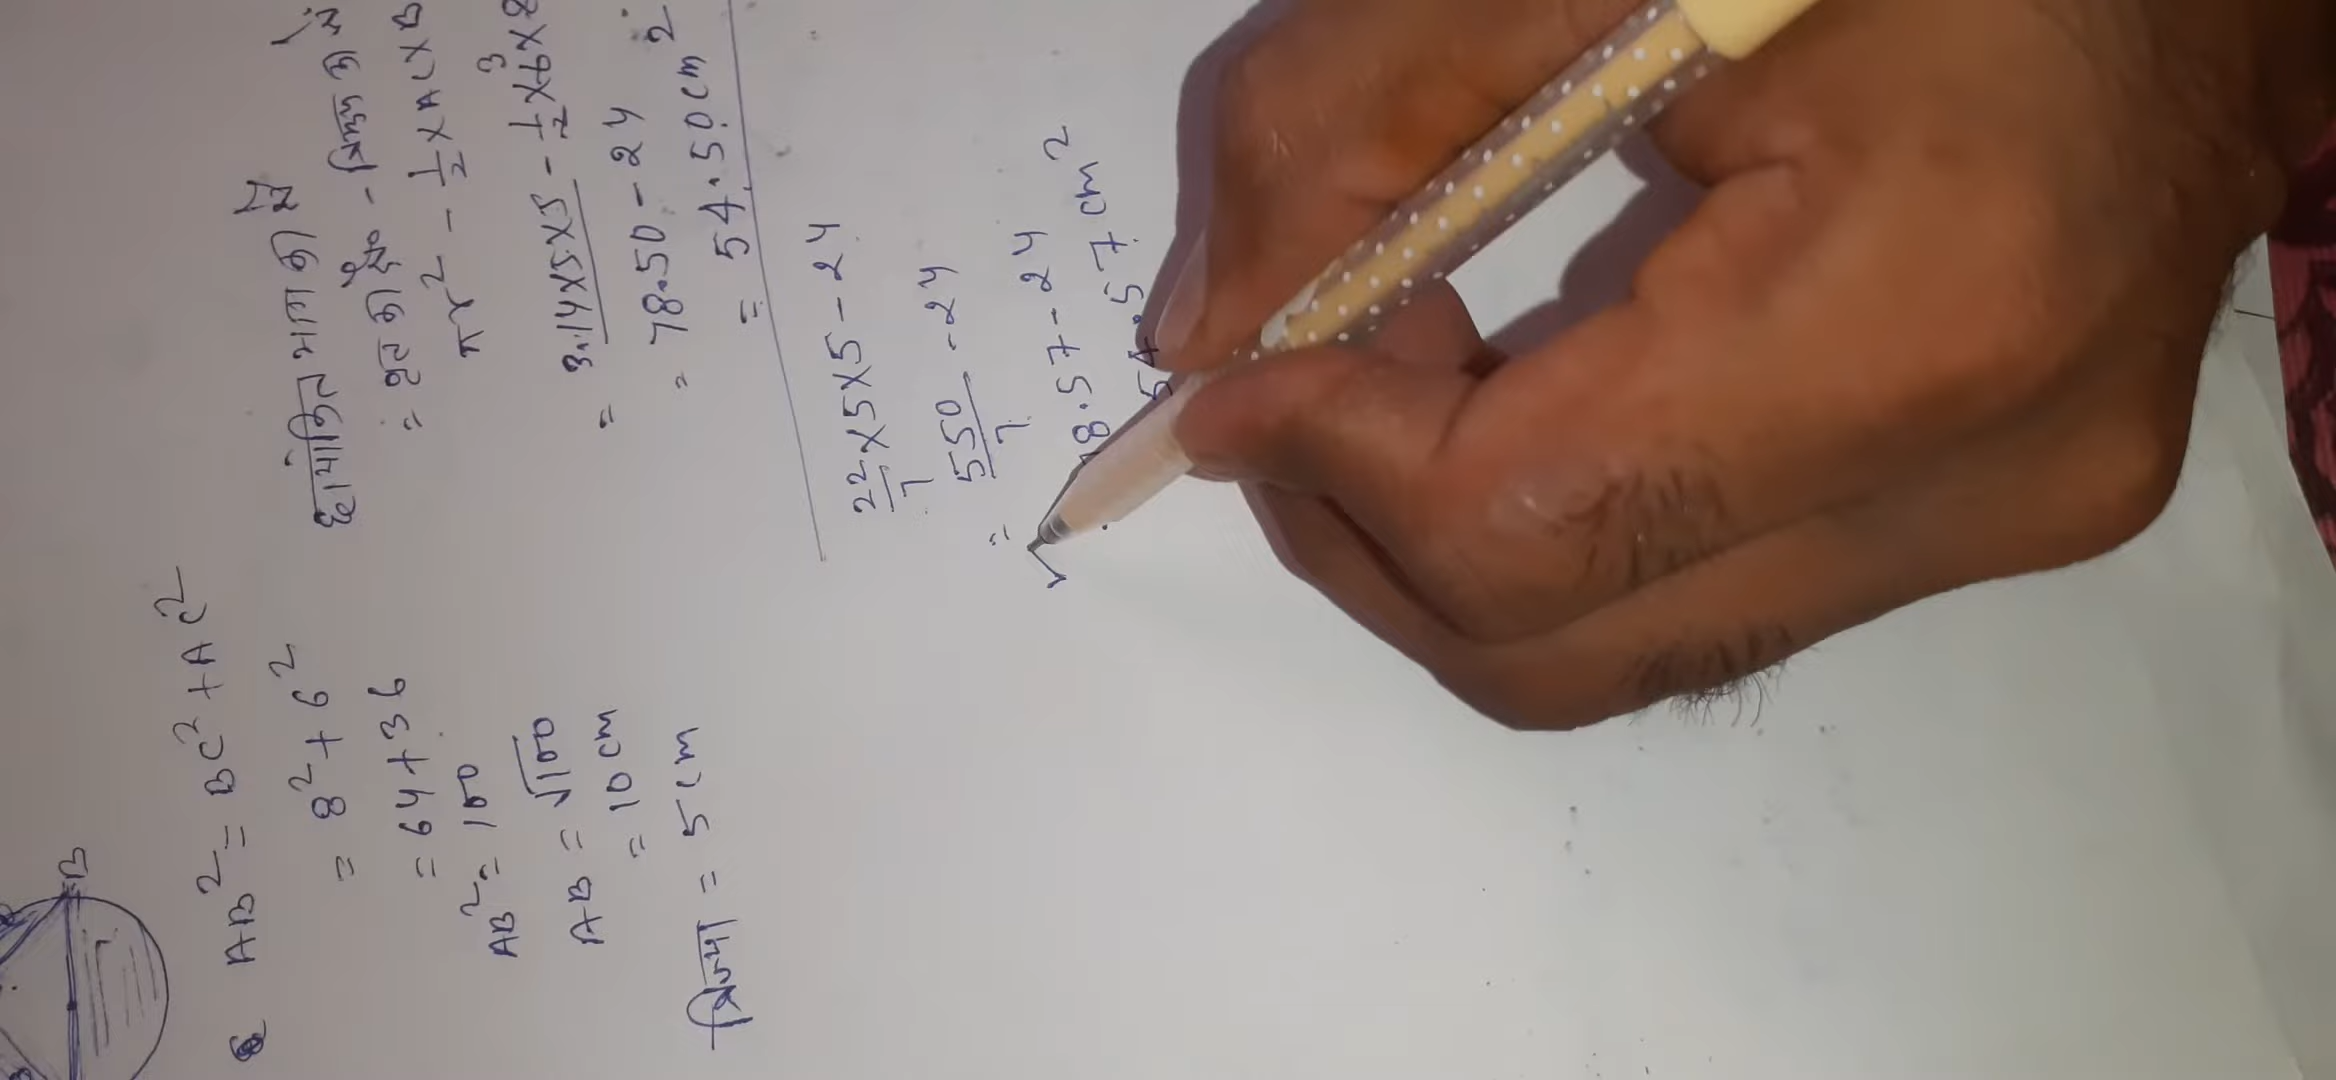 B
AB² = BC² + AC²
= 8² + 6²
= 64 + 36
AB² = 100
AB = √100
= 10 cm
त्रिज्या = 5 cm
छायांकित भाग का क्षे
= वृत्त का क्षे० - त्रिभुज का क्षे
πr² - 1/2 × AC × B
= 3.14×5×5 - 1/2 × 6 3 × 8
= 78.50 - 24
= 54.50 cm²
22/7 × 5 × 5 - 24
= 550/7 - 24
78.57 - 24
54.57 cm²